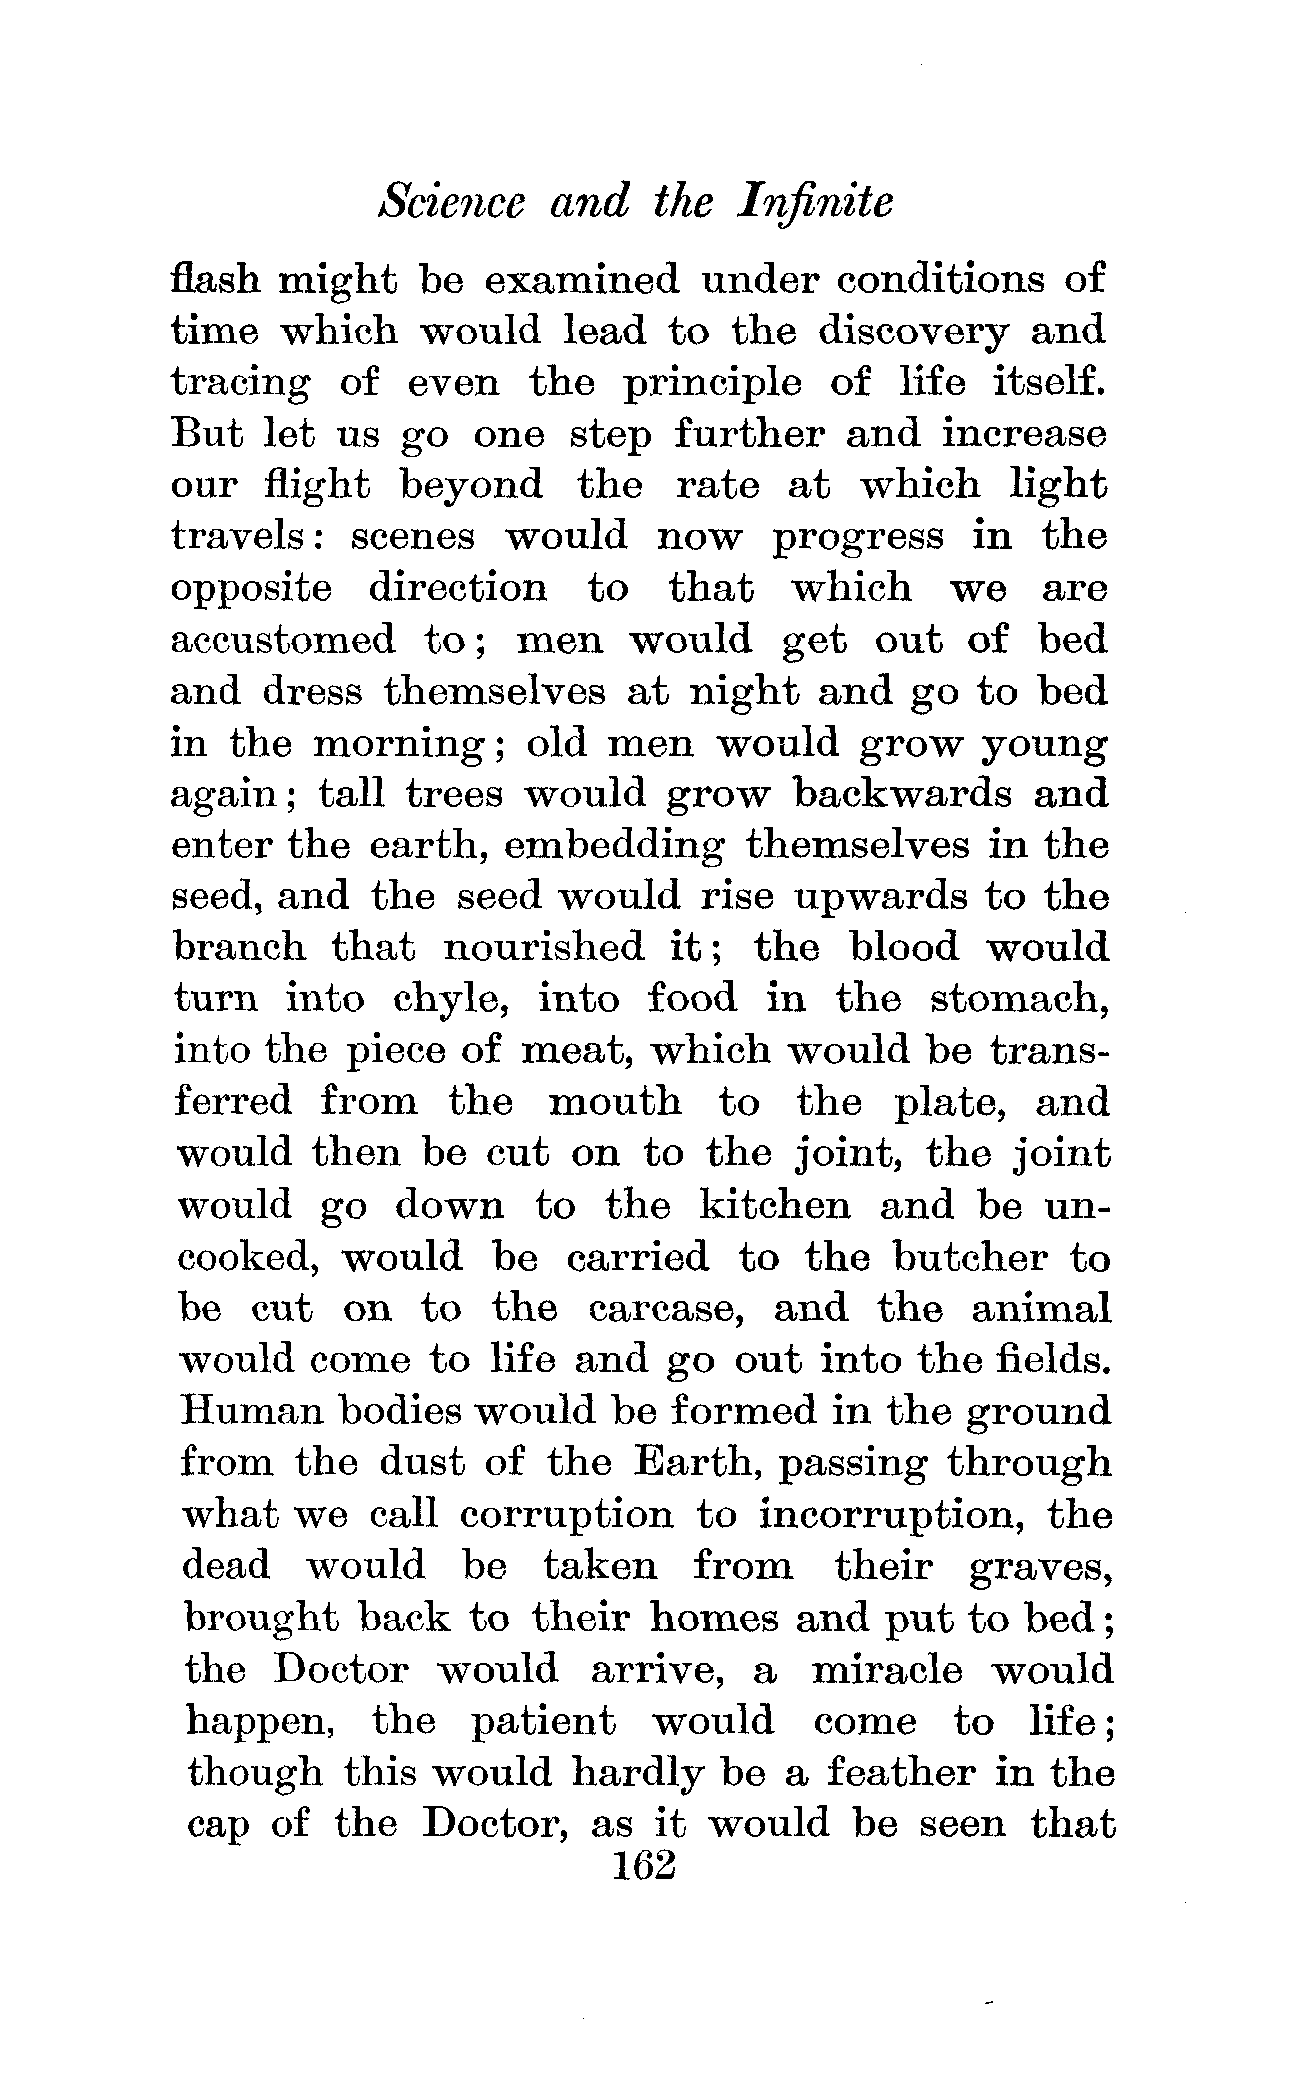 Science and the Infinite
flash might be examined under conditions of
time which would lead to the discovery and
tracing of even the principle of life itself.
But let us go one step further and increase
our flight beyond the rate at which light
travels: scenes would now progress in the
opposite direction to that which we are
accustomed to; men would get out of bed
and dress themselves at night and go to bed
in the morning; old men would grow young
again; tall trees would grow backwards and
enter the earth, embedding themselves in the
seed, and the seed would rise upwards to the
branch that nourished it; the blood would
turn into chyle, into food in the stomach,
into the piece of meat, which would be trans-
ferred from the mouth to the plate, and
would then be cut on to the joint, the joint
would go down to the kitchen and be un-
cooked, would be carried to the butcher to
be cut on to the carcase, and the animal
would come to life and go out into the fields.
Human bodies would be formed in the ground
from the dust of the Earth, passing through
what we call corruption to incorruption, the
dead would be taken from their graves,
brought back to their homes and put to bed;
the Doctor would arrive, a miracle would
happen, the patient would come to life;
though this would hardly be a feather in the
cap of the Doctor, as it would be seen that
162